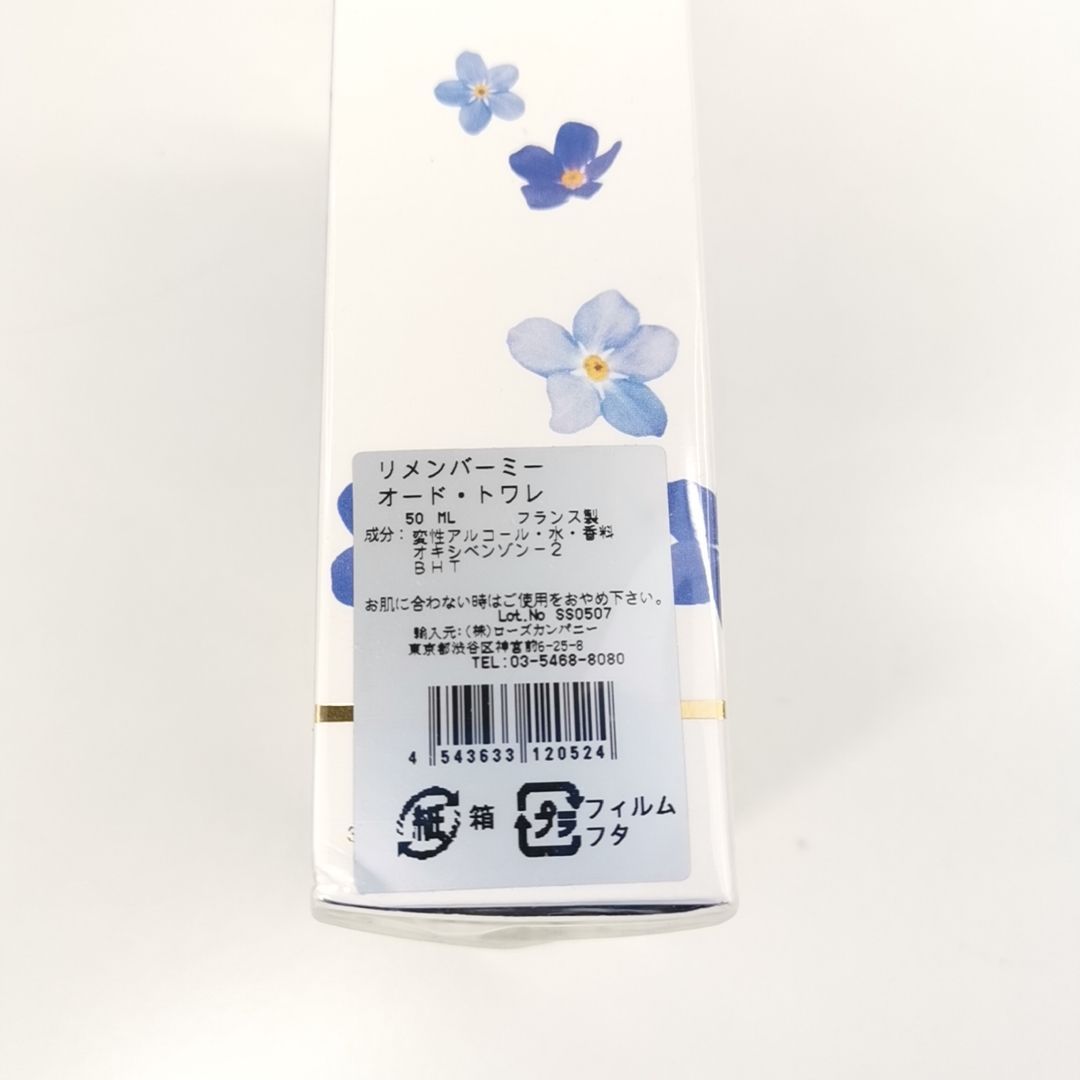 リメンバーミー
オード・トワレ
50 ML フランス製
成分:変性アルコール・水・香料
オキシベンゾン-2
BHT
お肌に合わない時はご使用をおやめ下さい。
Lot.No SS0507
輸入元:(株)ローズカンパニー
東京都渋谷区神宮前6-25-8
TEL:03-5468-8080
4 543633 120524
紙 箱
プラ フィルム
フタ
3